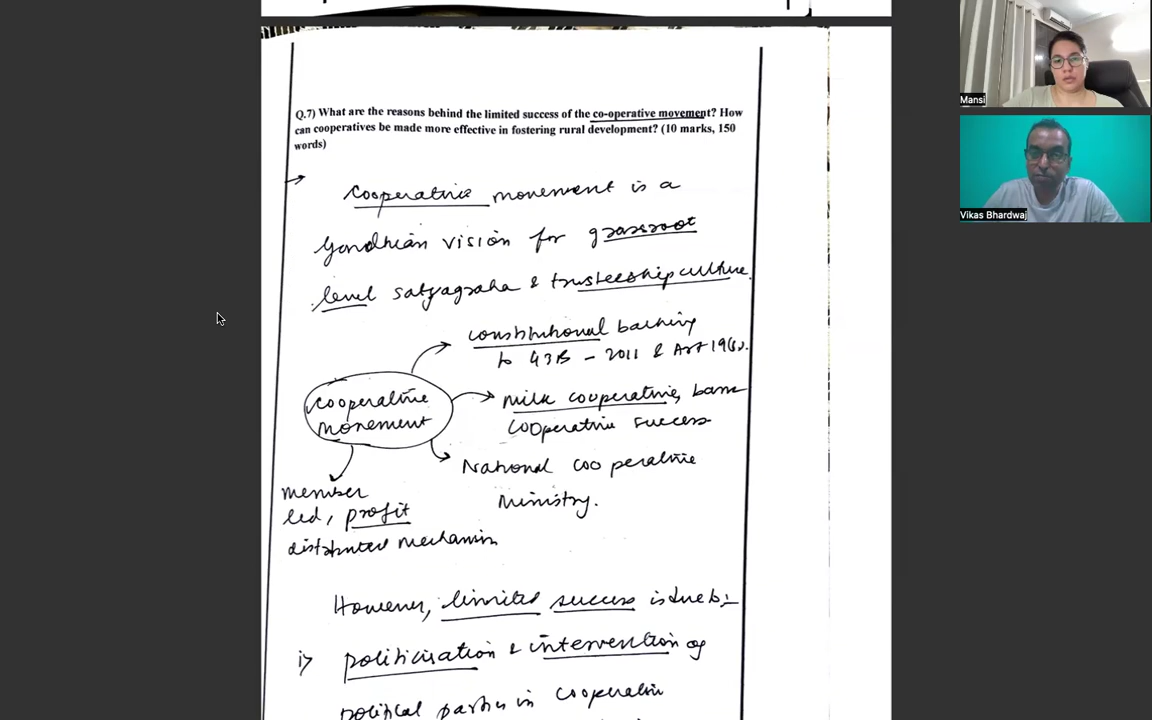 Q.7) What are the reasons behind the limited success of the co-operative movement? How
can cooperatives be made more effective in fostering rural development? (10 marks, 150
words)
Cooperative movement is a
Gandhian vision for grassroot
level satyagraha & trusteeship culture.
constitutional backing
to 43B - 2011 & Art 19(c).
cooperative
movement
milk cooperative, bank
cooperative success
National cooperative
Ministry.
member
led, profit
distributed mechanism
However, limited success is due to :-
i) politicisation & intervention of
political parties in cooperative
Mansi
Vikas Bhardwaj